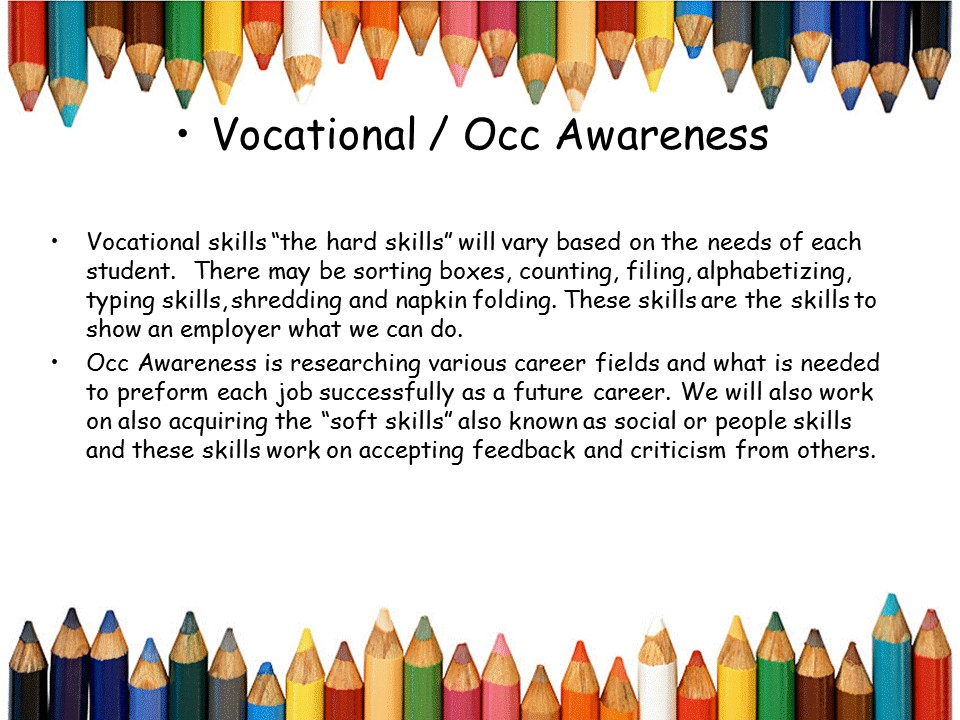 • Vocational / Occ Awareness
• Vocational skills “the hard skills” will vary based on the needs of each
student.  There may be sorting boxes, counting, filing, alphabetizing,
typing skills, shredding and napkin folding. These skills are the skills to
show an employer what we can do.
• Occ Awareness is researching various career fields and what is needed
to preform each job successfully as a future career. We will also work
on also acquiring the “soft skills” also known as social or people skills
and these skills work on accepting feedback and criticism from others.